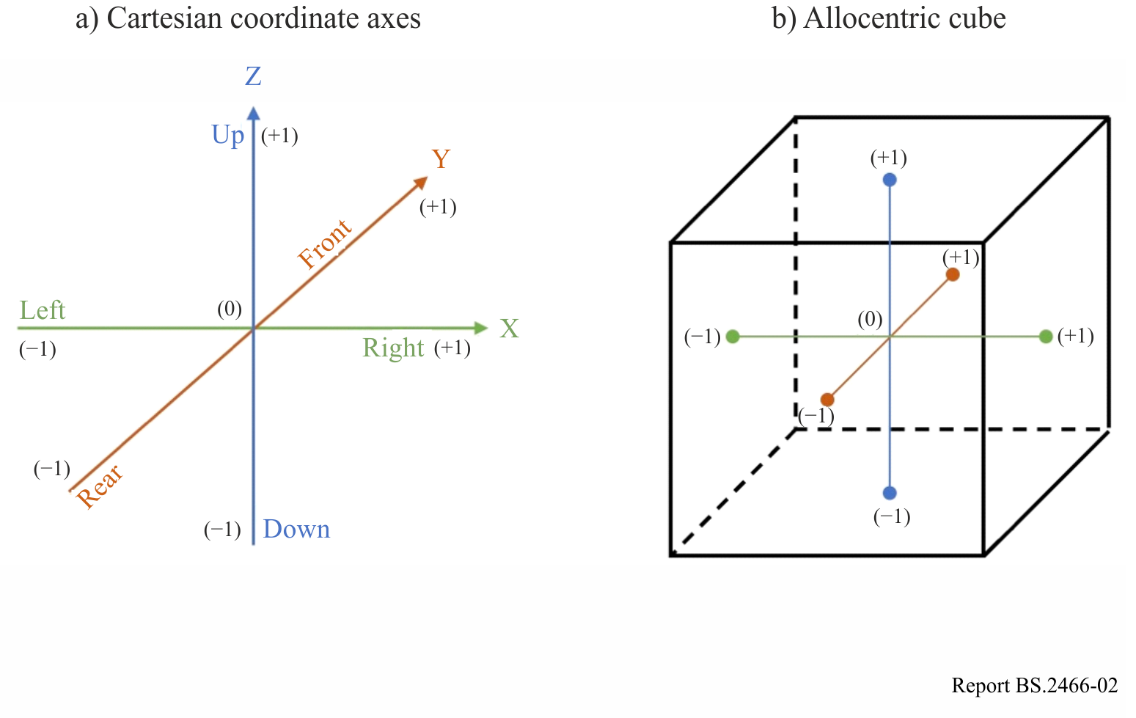 a) Cartesian coordinate axes
b) Allocentric cube
Z
Up (+1)
Y
(+1)
Front
Left
(0)
X
(−1)
Right (+1)
(−1)
Rear
(−1) Down
(+1)
(+1)
(0)
(−1)
(+1)
(−1)
(−1)
Report BS.2466-02